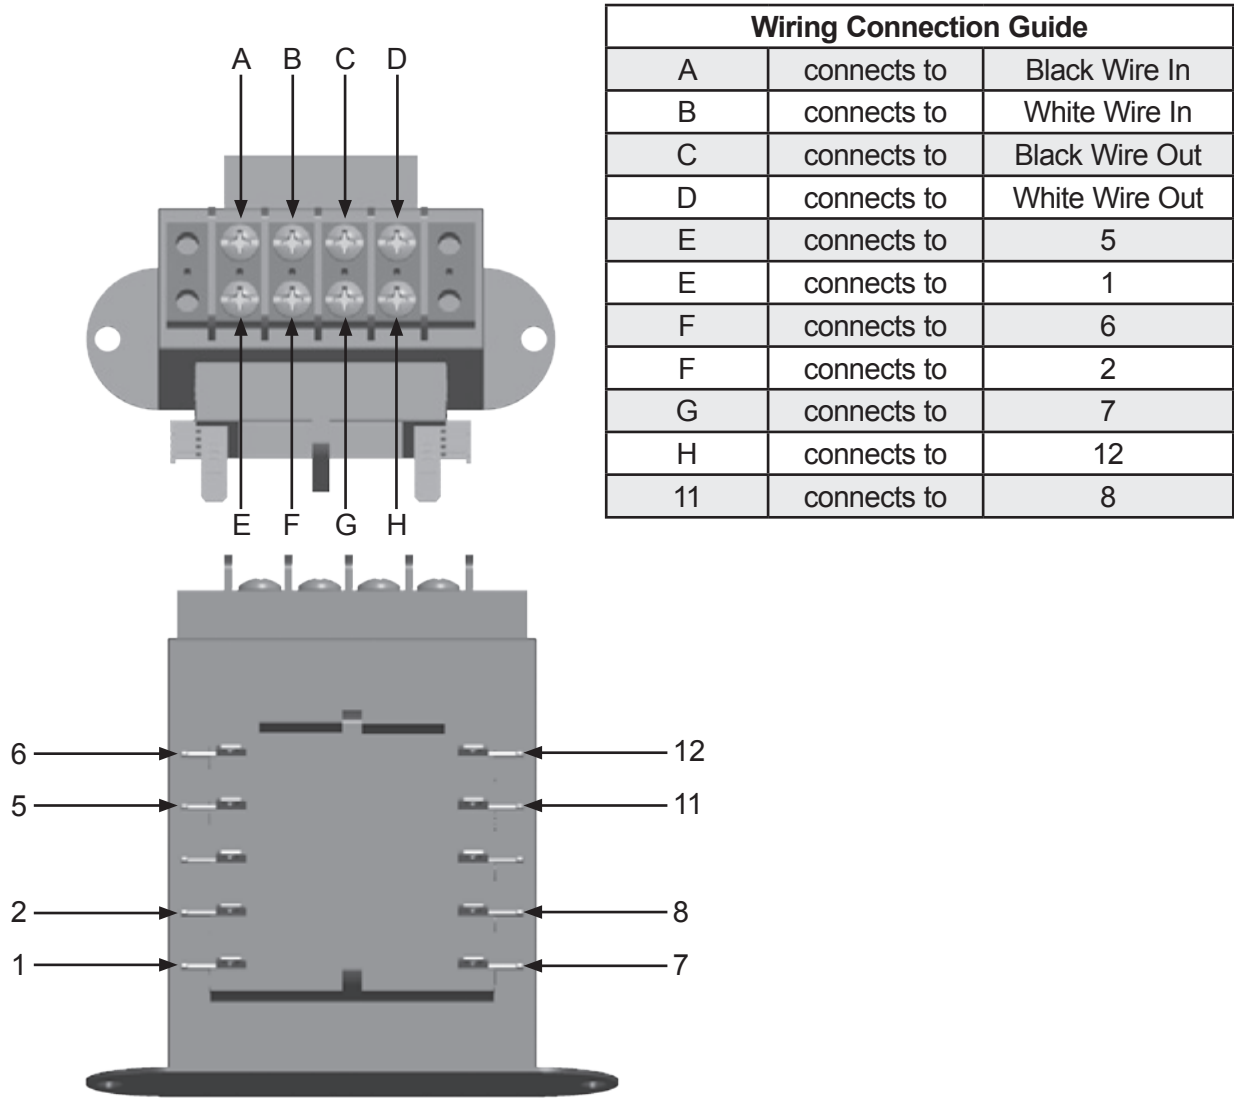 A B C D
E F G H
Wiring Connection Guide
A connects to Black Wire In
B connects to White Wire In
C connects to Black Wire Out
D connects to White Wire Out
E connects to 5
E connects to 1
F connects to 6
F connects to 2
G connects to 7
H connects to 12
11 connects to 8
6 12
5 11
2 8
1 7